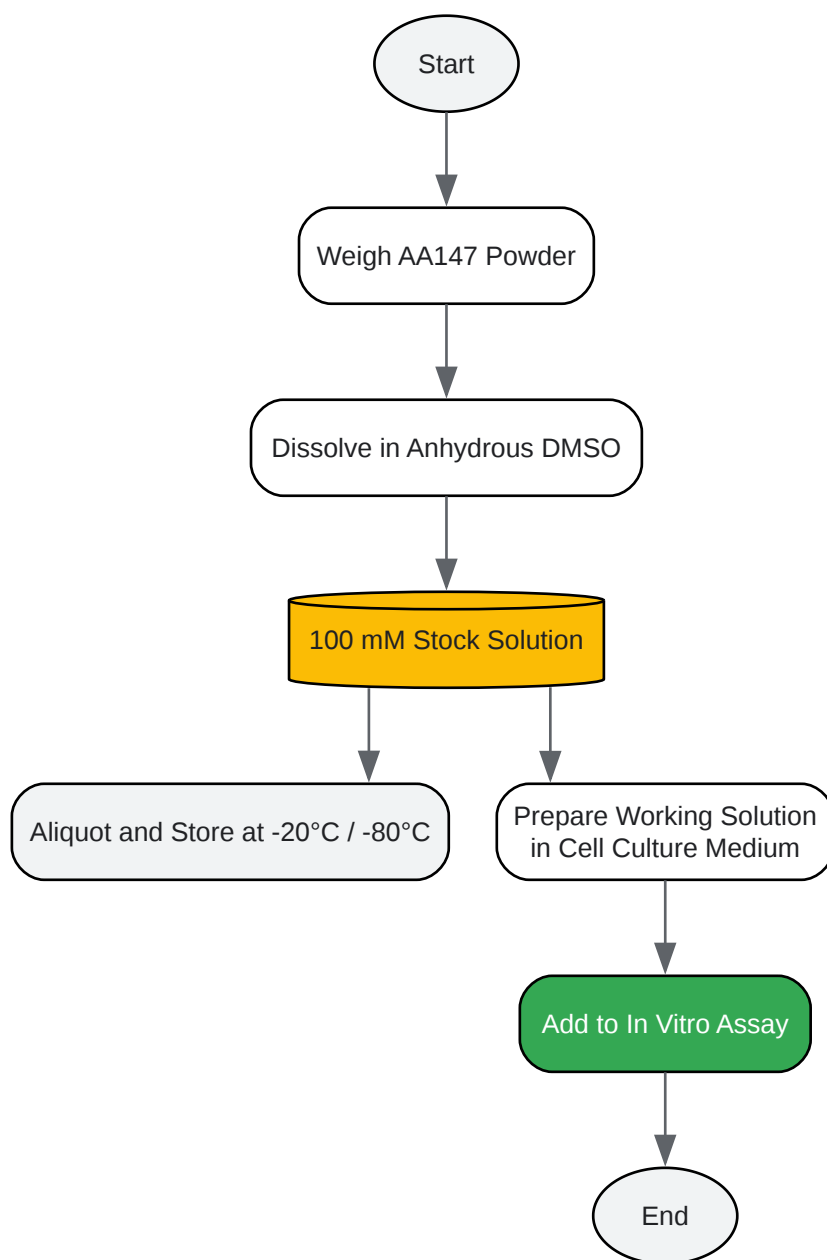 Start
Weigh AA147 Powder
Dissolve in Anhydrous DMSO
100 mM Stock Solution
Aliquot and Store at -20°C / -80°C
Prepare Working Solution
in Cell Culture Medium
Add to In Vitro Assay
End